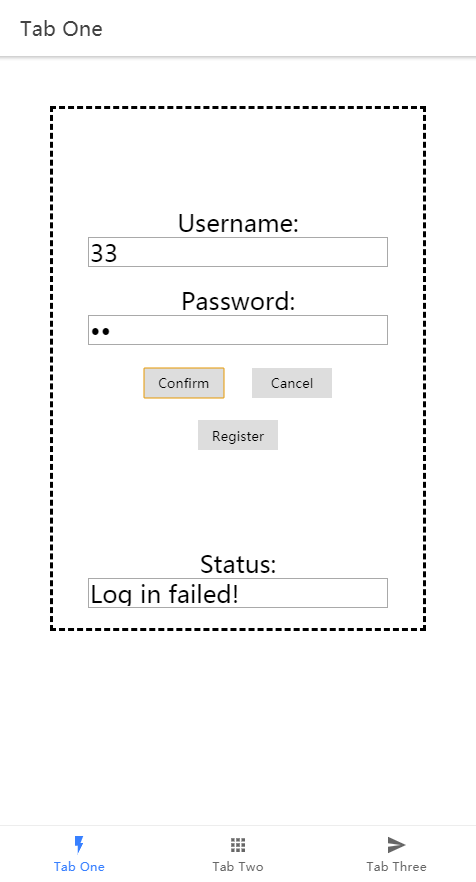 Tab One
Username:
33
Password:
••
Confirm Cancel
Register
Status:
Log in failed!
Tab One Tab Two Tab Three